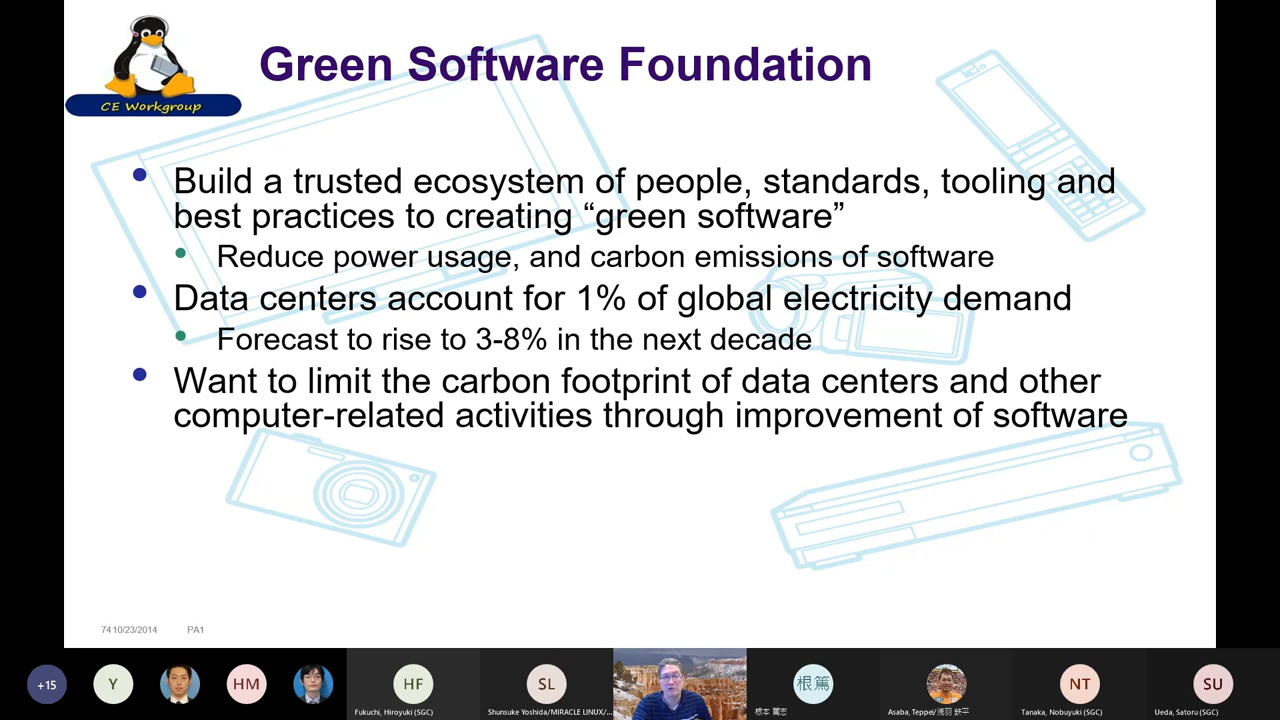 CE Workgroup
Green Software Foundation
Build a trusted ecosystem of people, standards, tooling and
best practices to creating “green software”
Reduce power usage, and carbon emissions of software
Data centers account for 1% of global electricity demand
Forecast to rise to 3-8% in the next decade
Want to limit the carbon footprint of data centers and other
computer-related activities through improvement of software
74 10/23/2014 PA1
+15 Y HM HF SL 根篤 NT SU
Fukuchi, Hiroyuki (SGC)
Shunsuke Yoshida/MIRACLE LINUX/...
根本 篤志
Asaba, Teppei/浅羽 鉄平
Tanaka, Nobuyuki (SGC)
Ueda, Satoru (SGC)